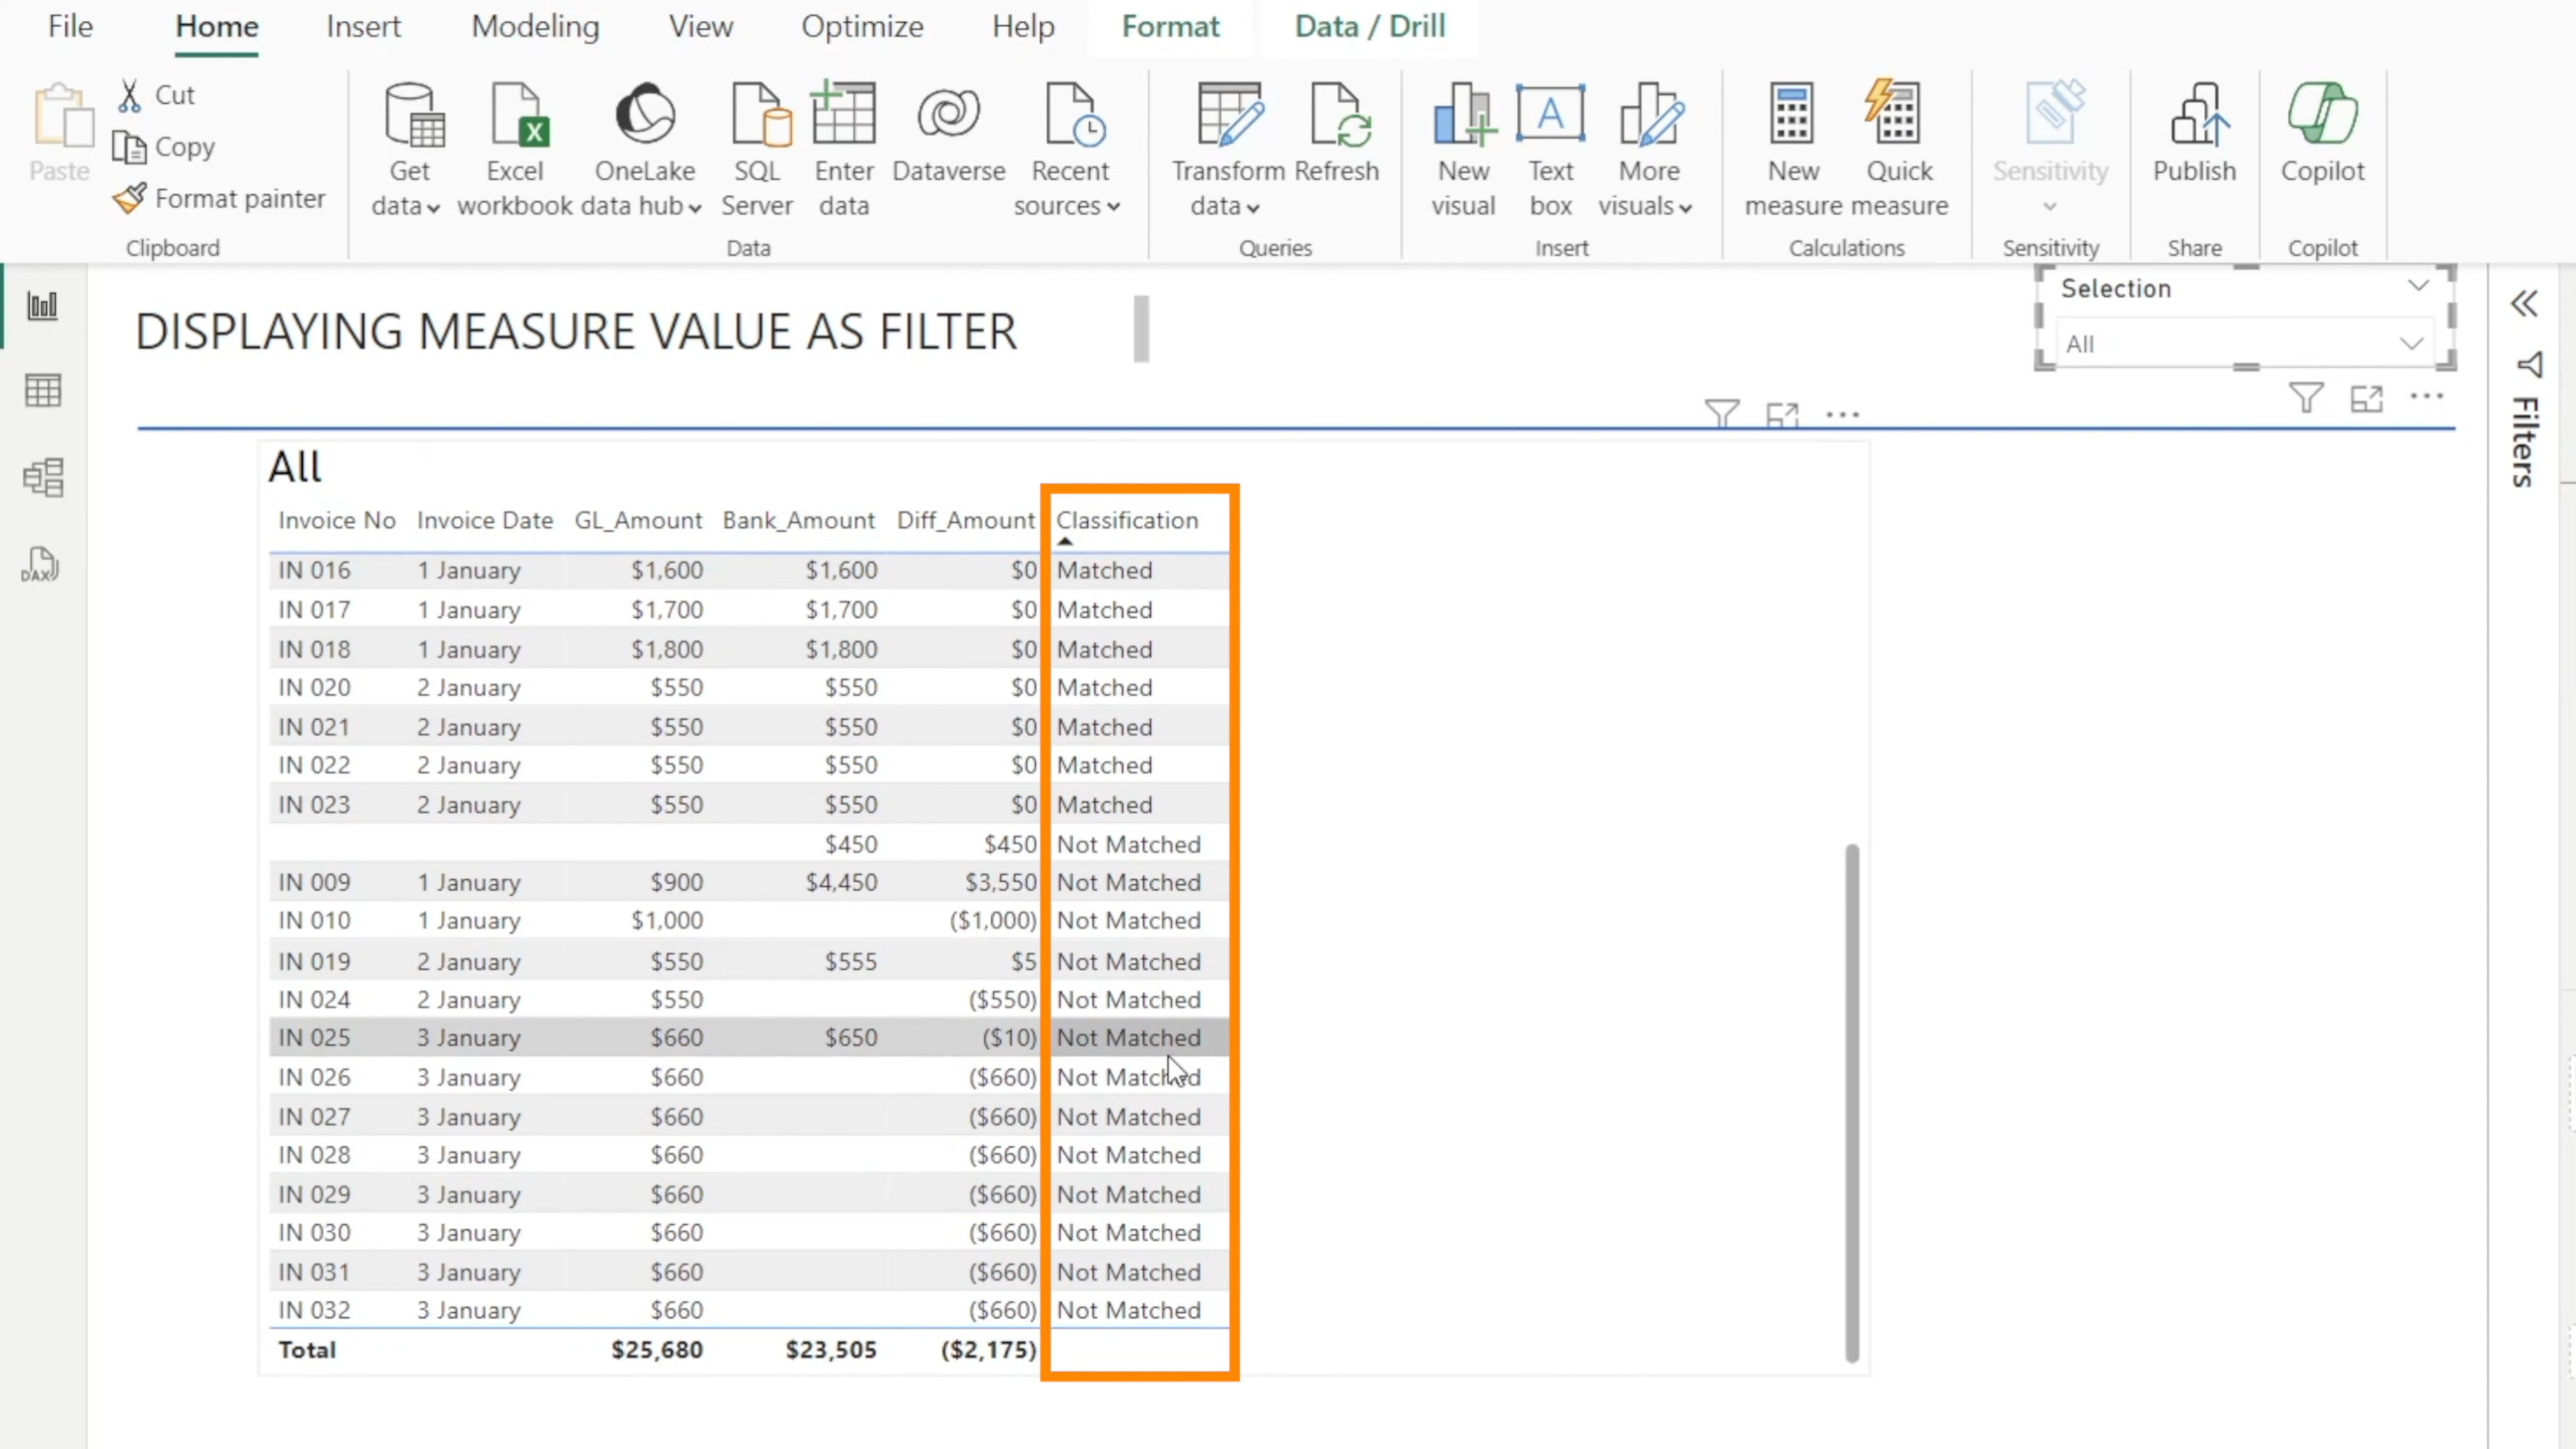 File Home Insert Modeling View Optimize Help Format Data / Drill
Paste
Cut
Copy
Format painter
Clipboard
Get data
Excel workbook
OneLake data hub
SQL Server
Enter data
Dataverse
Recent sources
Data
Transform data
Refresh
Queries
New visual
Text box
More visuals
Insert
New measure
Quick measure
Calculations
Sensitivity
Sensitivity
Publish
Share
Copilot
Copilot
DAX
DISPLAYING MEASURE VALUE AS FILTER
Selection
All
Filters
All
Invoice No Invoice Date GL_Amount Bank_Amount Diff_Amount Classification
IN 016 1 January $1,600 $1,600 $0 Matched
IN 017 1 January $1,700 $1,700 $0 Matched
IN 018 1 January $1,800 $1,800 $0 Matched
IN 020 2 January $550 $550 $0 Matched
IN 021 2 January $550 $550 $0 Matched
IN 022 2 January $550 $550 $0 Matched
IN 023 2 January $550 $550 $0 Matched
$450 $450 Not Matched
IN 009 1 January $900 $4,450 $3,550 Not Matched
IN 010 1 January $1,000 ($1,000) Not Matched
IN 019 2 January $550 $555 $5 Not Matched
IN 024 2 January $550 ($550) Not Matched
IN 025 3 January $660 $650 ($10) Not Matched
IN 026 3 January $660 ($660) Not Matched
IN 027 3 January $660 ($660) Not Matched
IN 028 3 January $660 ($660) Not Matched
IN 029 3 January $660 ($660) Not Matched
IN 030 3 January $660 ($660) Not Matched
IN 031 3 January $660 ($660) Not Matched
IN 032 3 January $660 ($660) Not Matched
Total $25,680 $23,505 ($2,175)